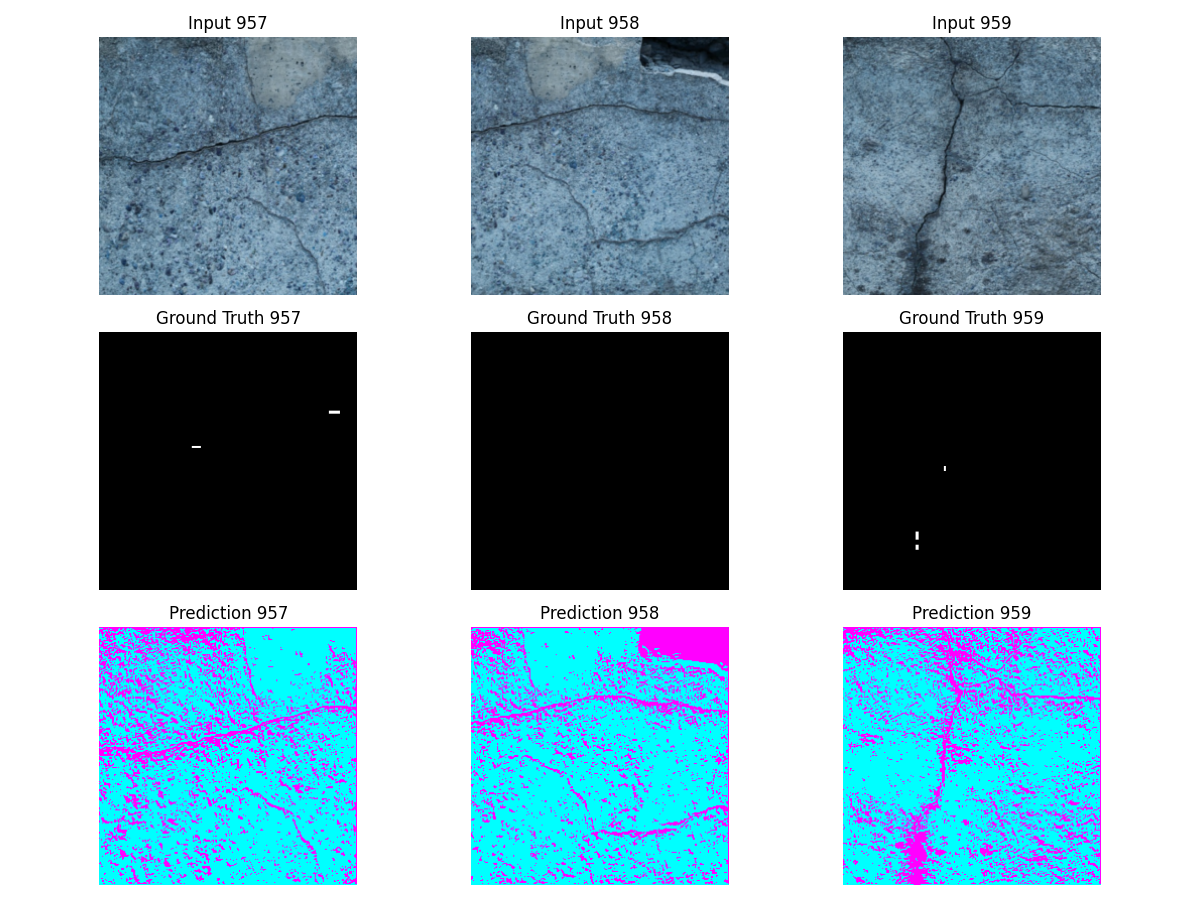 Input 957
Input 958
Input 959
Ground Truth 957
Ground Truth 958
Ground Truth 959
Prediction 957
Prediction 958
Prediction 959